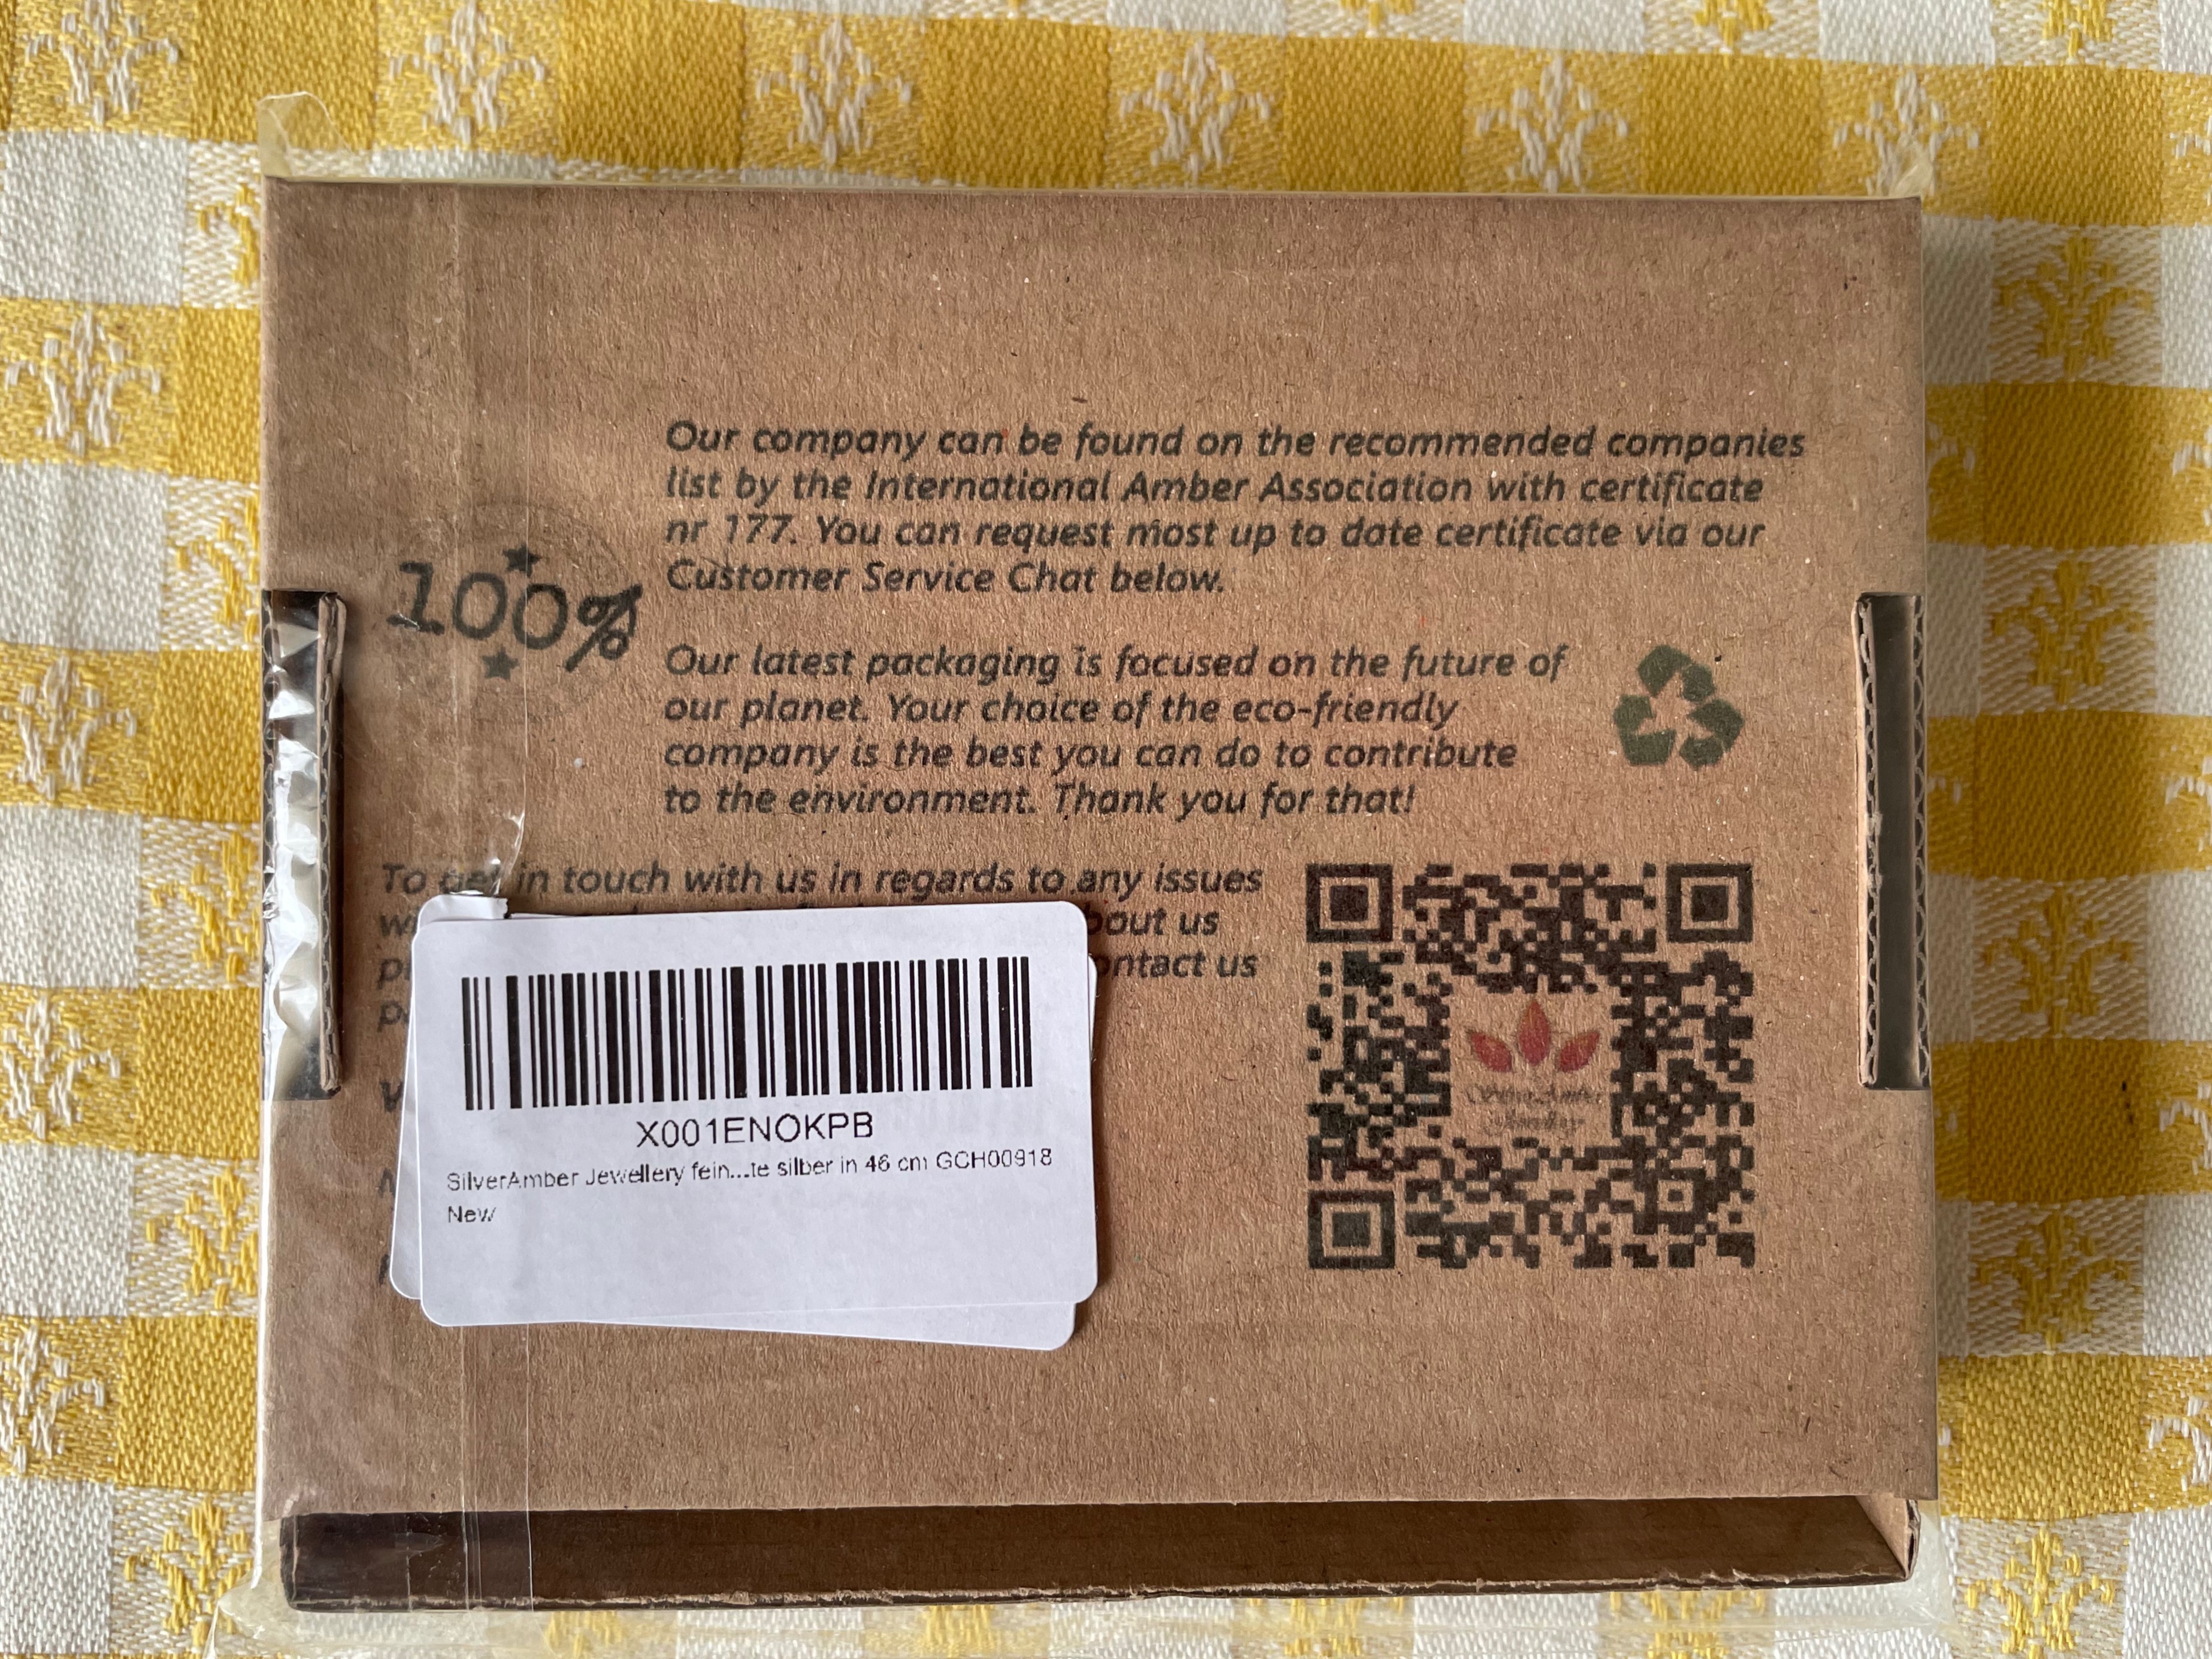 Our company can be found on the recommended companies
list by the International Amber Association with certificate
nr 177. You can request most up to date certificate via our
Customer Service Chat below.
100%
Our latest packaging is focused on the future of
our planet. Your choice of the eco-friendly
company is the best you can do to contribute
to the environment. Thank you for that!
To get in touch with us in regards to any issues
us
us
X001ENOKPB
SilverAmber Jewellery fein...te silber in 46 cm GCH00918
New